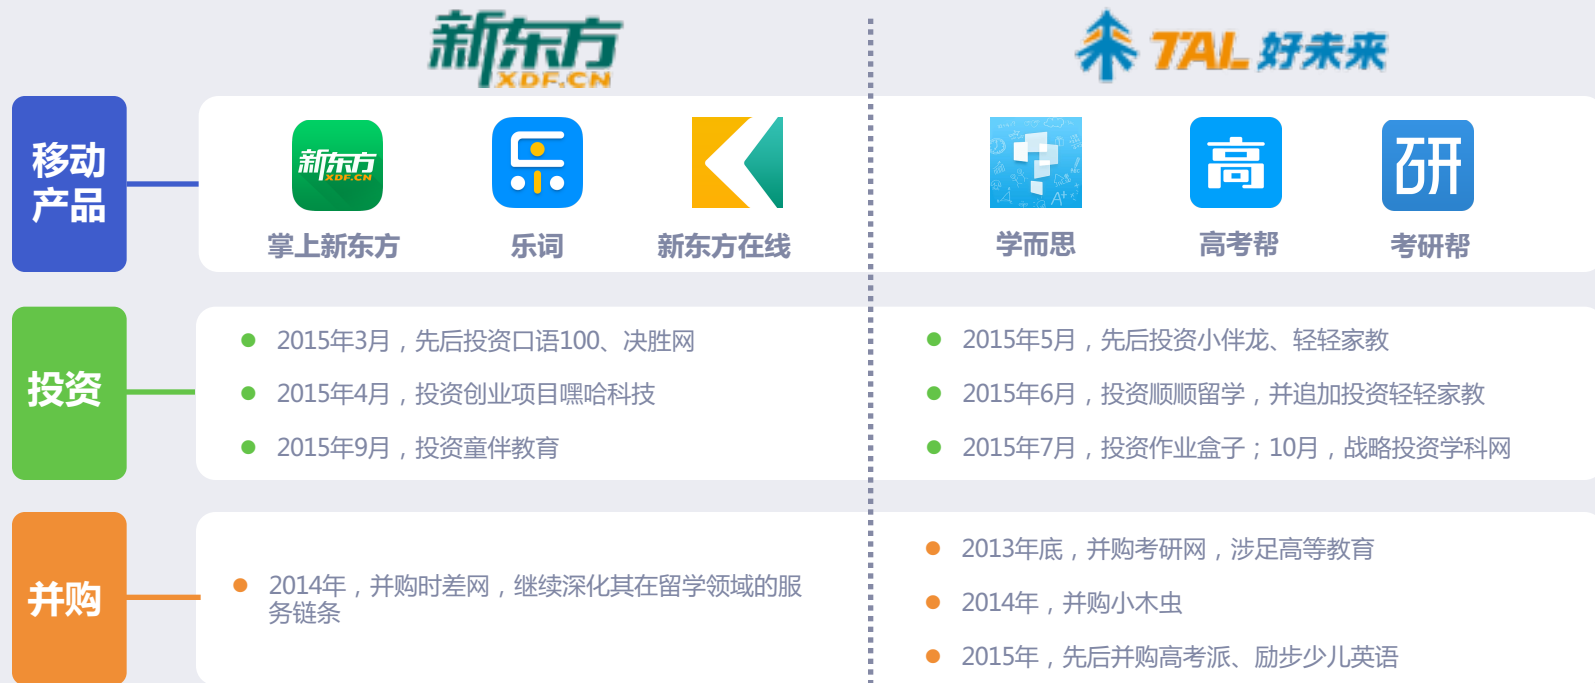 新东方
XDF.CN
TAL 好未来
移动
产品
新东方
XDF.CN
乐
高
研
掌上新东方
乐词
新东方在线
学而思
高考帮
考研帮
投资
2015年3月，先后投资口语100、决胜网
2015年4月，投资创业项目嘿哈科技
2015年9月，投资童伴教育
2015年5月，先后投资小伴龙、轻轻家教
2015年6月，投资顺顺留学，并追加投资轻轻家教
2015年7月，投资作业盒子；10月，战略投资学科网
并购
2014年，并购时差网，继续深化其在留学领域的服
务链条
2013年底，并购考研网，涉足高等教育
2014年，并购小木虫
2015年，先后并购高考派、励步少儿英语